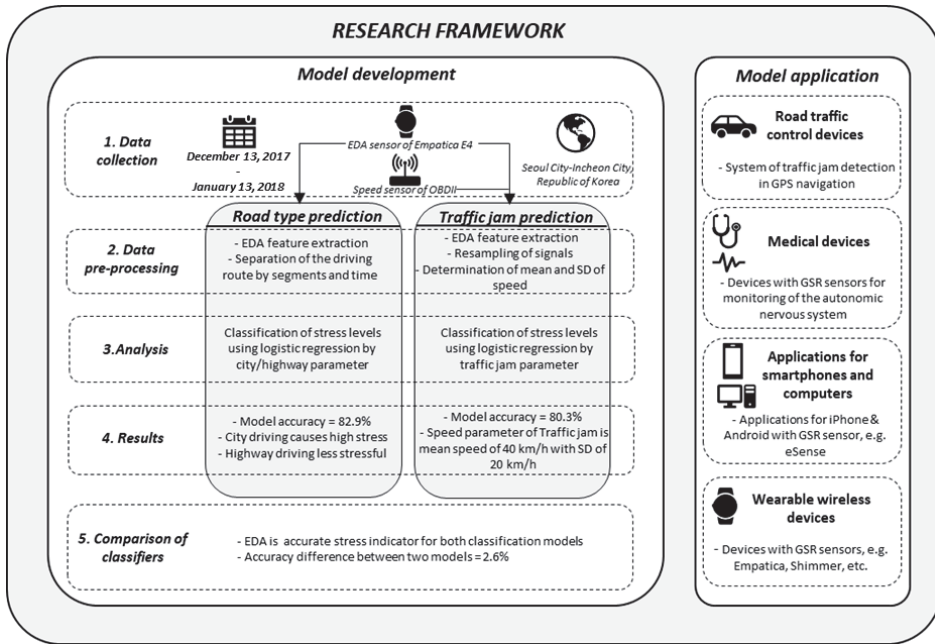 RESEARCH FRAMEWORK
Model development
1. Data
collection
December 13, 2017
-
January 13, 2018
EDA sensor of Empatica E4
Speed sensor of OBDII
Seoul City-Incheon City,
Republic of Korea
Road type prediction
Traffic jam prediction
2. Data
pre-processing
- EDA feature extraction
- Separation of the driving
route by segments and time
- EDA feature extraction
- Resampling of signals
- Determination of mean and SD of
speed
3.Analysis
Classification of stress levels
using logistic regression by
city/highway parameter
Classification of stress levels
using logistic regression by
traffic jam parameter
4. Results
- Model accuracy = 82.9%
- City driving causes high stress
- Highway driving less stressful
- Model accuracy = 80.3%
- Speed parameter of Traffic jam is
mean speed of 40 km/h with SD of
20 km/h
5. Comparison of
classifiers
- EDA is accurate stress indicator for both classification models
- Accuracy difference between two models = 2.6%
Model application
Road traffic
control devices
- System of traffic jam detection
in GPS navigation
Medical devices
- Devices with GSR sensors for
monitoring of the autonomic
nervous system
Applications for
smartphones and
computers
- Applications for iPhone &
Android with GSR sensor, e.g.
eSense
Wearable wireless
devices
- Devices with GSR sensors, e.g.
Empatica, Shimmer, etc.